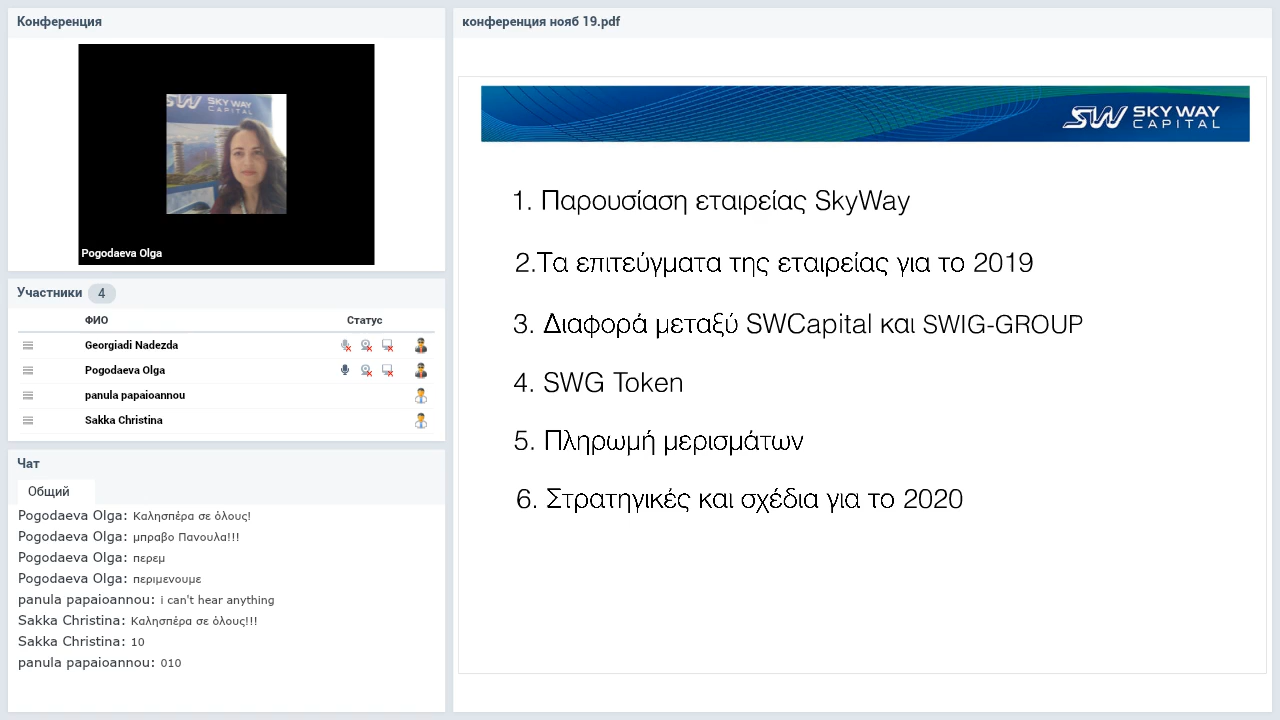 Конференция
SW SKY WAY
CAPITAL
Pogodaeva Olga
Участники 4
ФИО Статус
Georgiadi Nadezda
Pogodaeva Olga
panula papaioannou
Sakka Christina
Чат
Общий
Pogodaeva Olga: Καλησπέρα σε όλους!
Pogodaeva Olga: μπραβο Πανουλα!!!
Pogodaeva Olga: περεμ
Pogodaeva Olga: περιμενουμε
panula papaioannou: i can't hear anything
Sakka Christina: Καλησπέρα σε όλους!!!
Sakka Christina: 10
panula papaioannou: 010
конференция нояб 19.pdf
SW SKY WAY
CAPITAL
1. Παρουσίαση εταιρείας SkyWay
2.Τα επιτεύγματα της εταιρείας για το 2019
3. Διαφορά μεταξύ SWCapital και SWIG-GROUP
4. SWG Token
5. Πληρωμή μερισμάτων
6. Στρατηγικές και σχέδια για το 2020